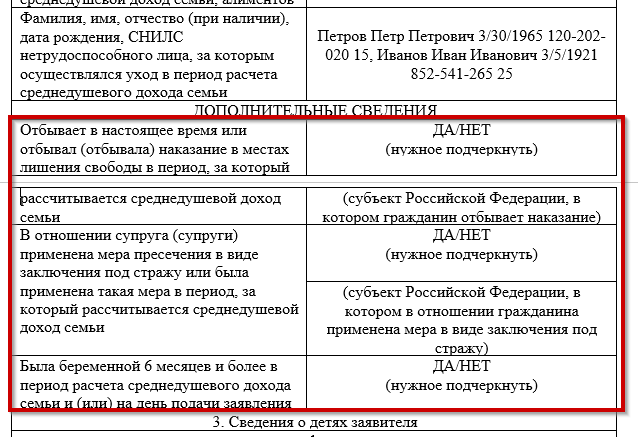 среднедушевого дохода семьи, алиментов
Фамилия, имя, отчество (при наличии),
дата рождения, СНИЛС
нетрудоспособного лица, за которым
осуществлялся уход в период расчета
среднедушевого дохода семьи
Петров Петр Петрович 3/30/1965 120-202-
020 15, Иванов Иван Иванович 3/5/1921
852-541-265 25
ДОПОЛНИТЕЛЬНЫЕ СВЕДЕНИЯ
Отбывает в настоящее время или
отбывал (отбывала) наказание в местах
лишения свободы в период, за который
ДА/НЕТ
(нужное подчеркнуть)
рассчитывается среднедушевой доход
семьи
(субъект Российской Федерации, в
котором гражданин отбывает наказание)
В отношении супруга (супруги)
применена мера пресечения в виде
заключения под стражу или была
применена такая мера в период, за
который рассчитывается среднедушевой
доход семьи
ДА/НЕТ
(нужное подчеркнуть)
(субъект Российской Федерации, в
котором в отношении гражданина
применена мера в виде заключения под
стражу)
Была беременной 6 месяцев и более в
период расчета среднедушевого дохода
семьи и (или) на день подачи заявления
ДА/НЕТ
(нужное подчеркнуть)
3. Сведения о детях заявителя